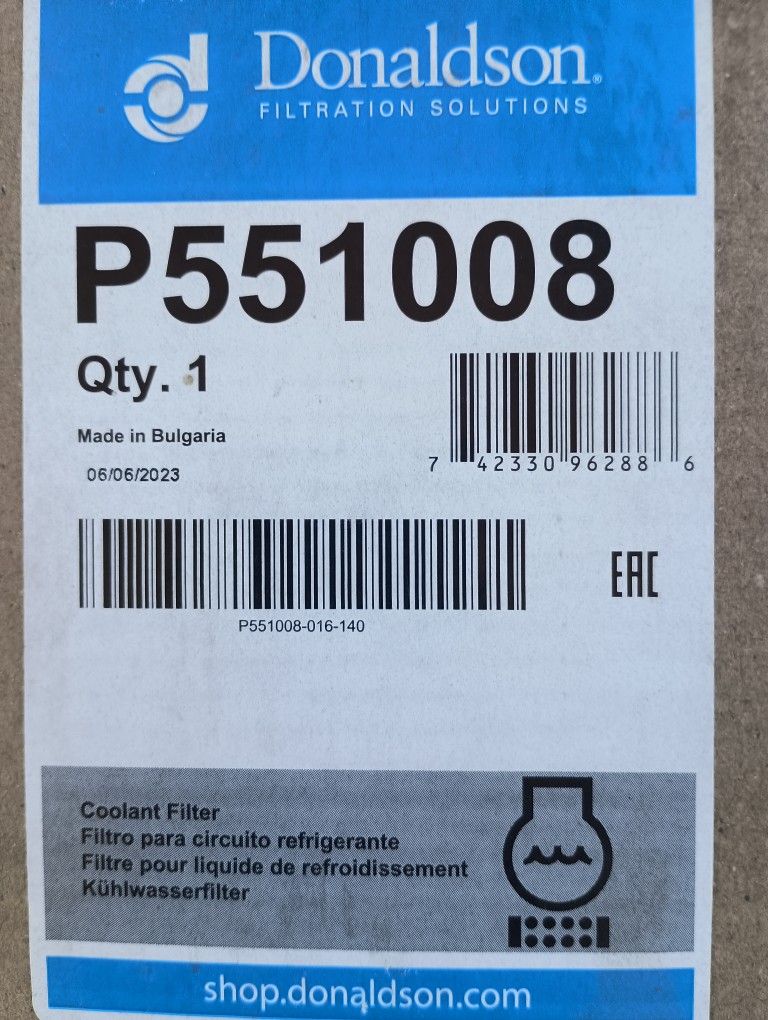 Donaldson®
FILTRATION SOLUTIONS
P551008
Qty. 1
Made in Bulgaria
06/06/2023
7 42330 96288 6
P551008-016-140
EAC
Coolant Filter
Filtro para circuito refrigerante
Filtre pour liquide de refroidissement
Kühlwasserfilter
shop.donaldson.com